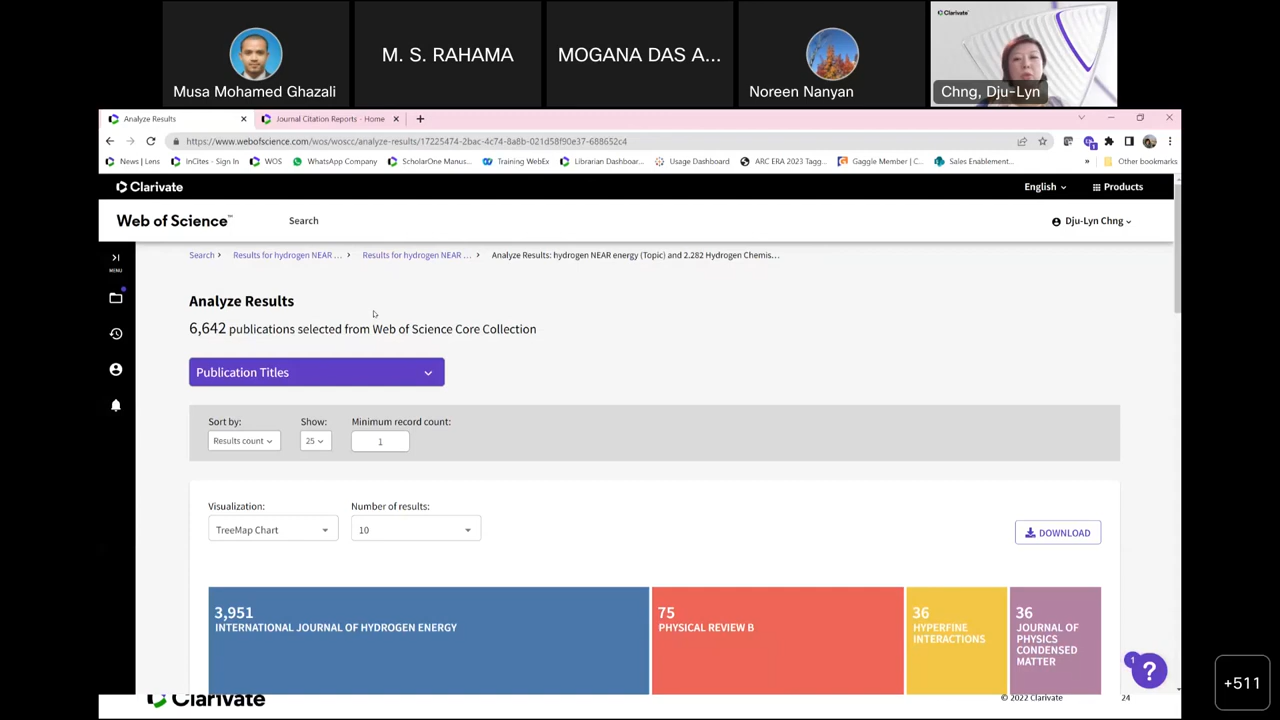 Musa Mohamed Ghazali
M. S. RAHAMA
MOGANA DAS A...
Noreen Nanyan
Clarivate
Chng, Dju-Lyn
Analyze Results
Journal Citation Reports - Home
https://www.webofscience.com/wos/woscc/analyze-results/17225474-2bac-4c74-8a8b-021d58f90e37-688652c4
News | Lens
InCites - Sign In
WOS
WhatsApp Company
ScholarOne Manus...
Training WebEx
Librarian Dashboar...
Usage Dashboard
ARC ERA 2023 Tagg...
Gaggle Member | C...
Sales Enablement...
»
Other bookmarks
Clarivate
English
Products
Web of Science™
Search
Dju-Lyn Chng
MENU
Search > Results for hydrogen NEAR ... > Results for hydrogen NEAR ... > Analyze Results: hydrogen NEAR energy (Topic) and 2.282 Hydrogen Chemis...
Analyze Results
6,642 publications selected from Web of Science Core Collection
Publication Titles
Sort by:
Show:
Minimum record count:
Results count
25
1
Visualization:
Number of results:
TreeMap Chart
10
DOWNLOAD
3,951
INTERNATIONAL JOURNAL OF HYDROGEN ENERGY
75
PHYSICAL REVIEW B
36
HYPERFINE
INTERACTIONS
36
JOURNAL OF
PHYSICS
CONDENSED
MATTER
1
?
+511
Clarivate
© 2022 Clarivate
24